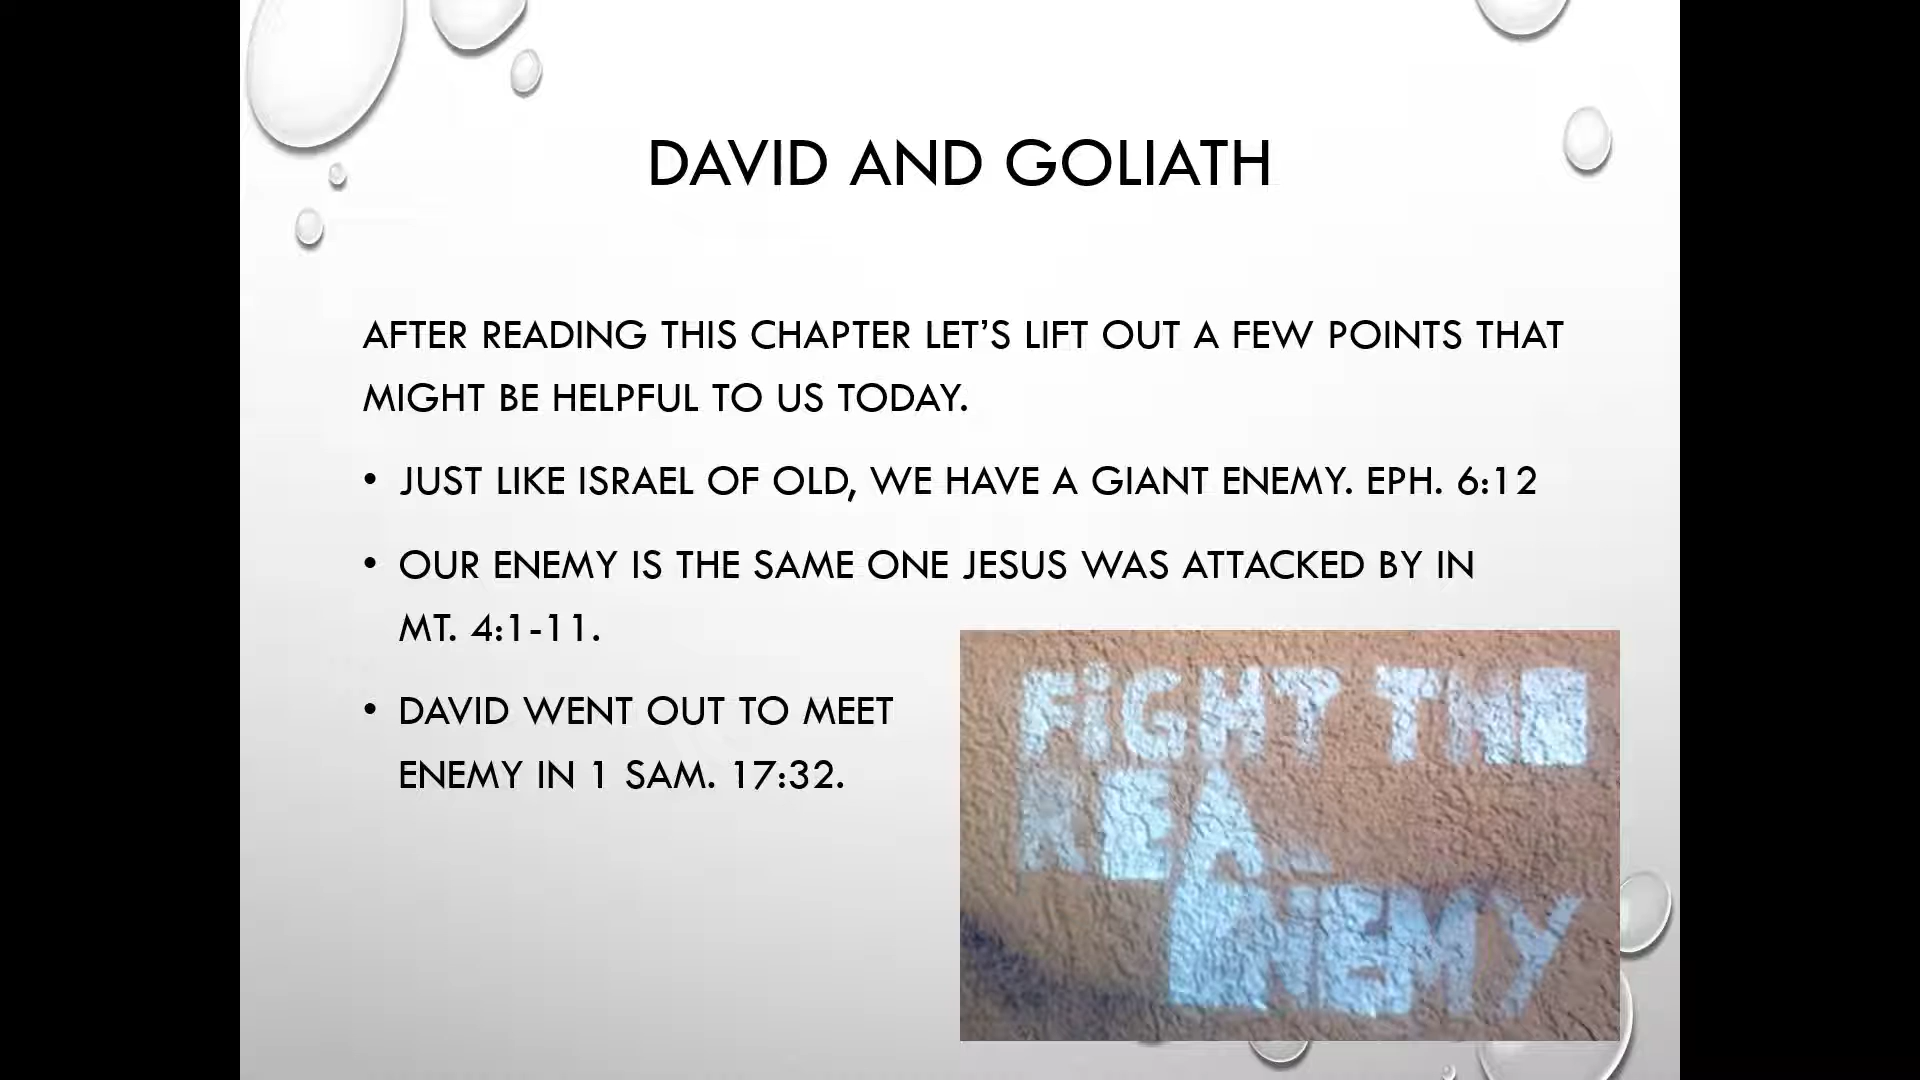 DAVID AND GOLIATH
AFTER READING THIS CHAPTER LET’S LIFT OUT A FEW POINTS THAT
MIGHT BE HELPFUL TO US TODAY.
• JUST LIKE ISRAEL OF OLD, WE HAVE A GIANT ENEMY. EPH. 6:12
• OUR ENEMY IS THE SAME ONE JESUS WAS ATTACKED BY IN
MT. 4:1-11.
• DAVID WENT OUT TO MEET
ENEMY IN 1 SAM. 17:32.
FiGHT THE
REAL
ENEMY